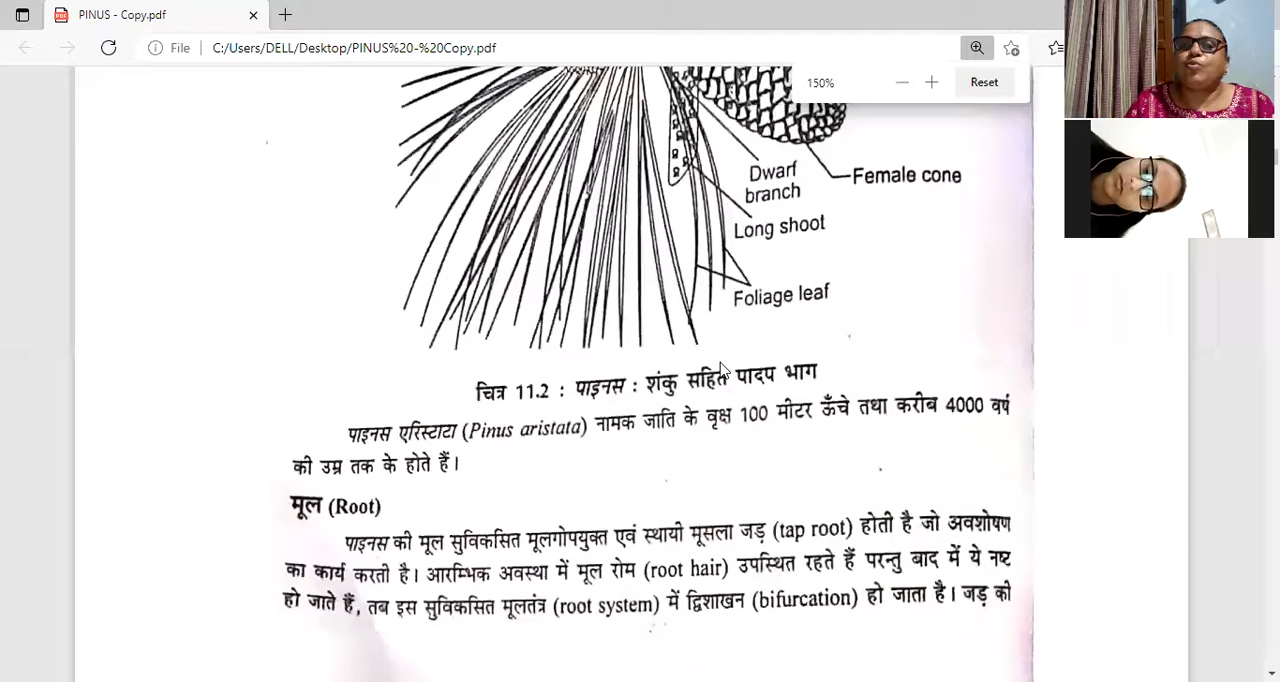 PINUS - Copy.pdf
File
C:/Users/DELL/Desktop/PINUS%20-%20Copy.pdf
150%
Reset
Dwarf
branch
Female cone
Long shoot
Foliage leaf
चित्र 11.2 : पाइनस : शंकु सहित पादप भाग
पाइनस एरिस्टाटा (Pinus aristata) नामक जाति के वृक्ष 100 मीटर ऊँचे तथा करीब 4000 वर्ष
की उम्र तक के होते हैं।
मूल (Root)
पाइनस की मूल सुविकसित मूलगोपयुक्त एवं स्थायी मूसला जड़ (tap root) होती है जो अवशोषण
का कार्य करती है। आरम्भिक अवस्था में मूल रोम (root hair) उपस्थित रहते हैं परन्तु बाद में ये नष्ट
हो जाते हैं, तब इस सुविकसित मूलतंत्र (root system) में द्विशाखन (bifurcation) हो जाता है। जड़ की